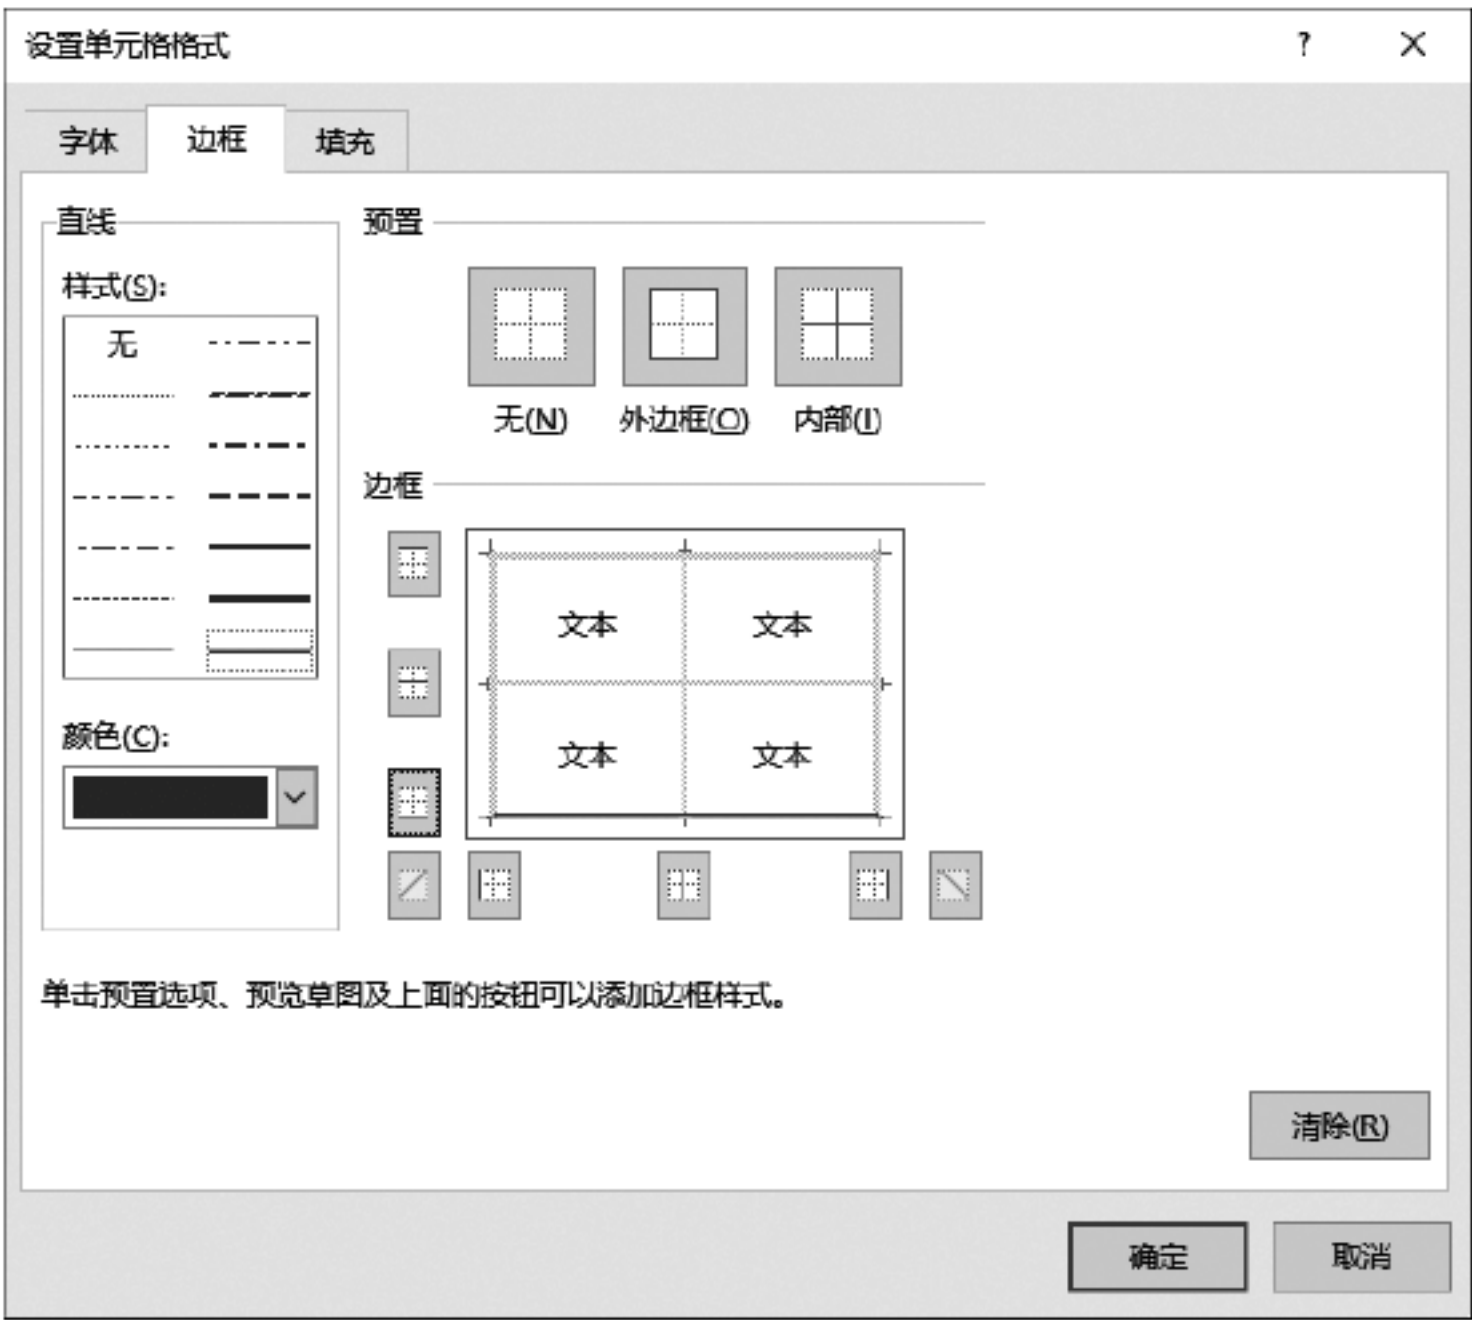 设置单元格格式 ? ×
字体 边框 填充
直线
样式(S):
无
颜色(C):
预置
无(N) 外边框(O) 内部(I)
边框
文本 文本
文本 文本
单击预置选项、预览草图及上面的按钮可以添加边框样式。
清除(R)
确定 取消